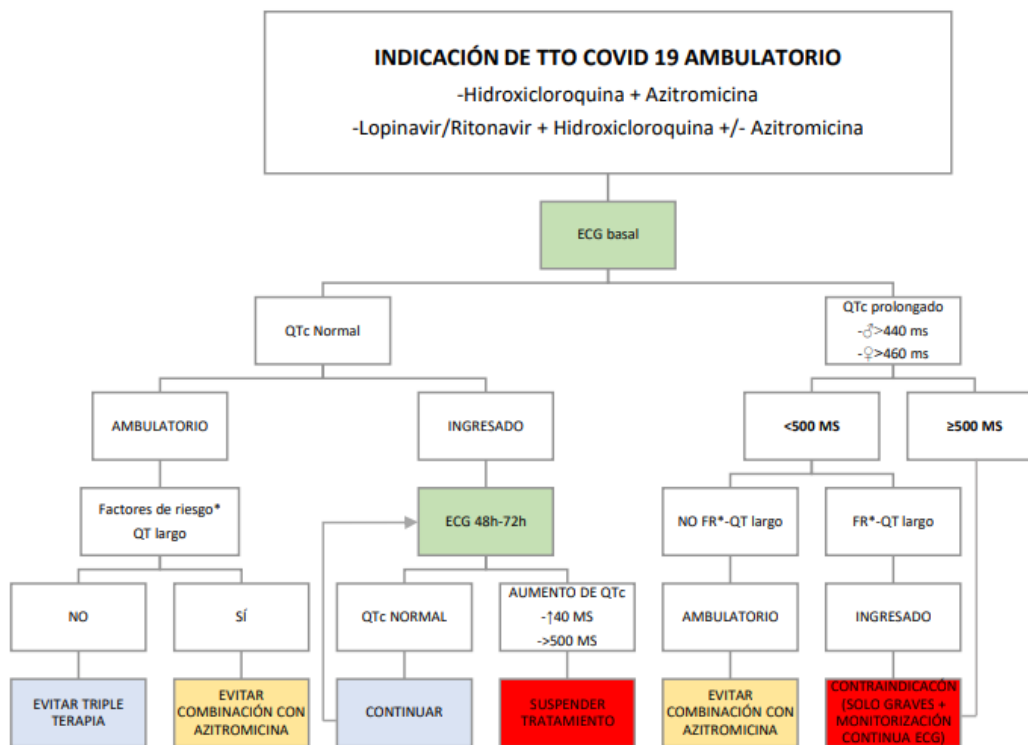 INDICACIÓN DE TTO COVID 19 AMBULATORIO
-Hidroxicloroquina + Azitromicina
-Lopinavir/Ritonavir + Hidroxicloroquina +/- Azitromicina
ECG basal
QTc Normal
QTc prolongado
-♂>440 ms
-♀>460 ms
AMBULATORIO
INGRESADO
<500 MS
≥500 MS
Factores de riesgo*
QT largo
ECG 48h-72h
NO FR*-QT largo
FR*-QT largo
NO
SÍ
QTc NORMAL
AUMENTO DE QTc
-↑40 MS
->500 MS
AMBULATORIO
INGRESADO
EVITAR TRIPLE
TERAPIA
EVITAR
COMBINACIÓN CON
AZITROMICINA
CONTINUAR
SUSPENDER
TRATAMIENTO
EVITAR
COMBINACIÓN CON
AZITROMICINA
CONTRAINDICACÓN
(SOLO GRAVES +
MONITORIZACIÓN
CONTINUA ECG)